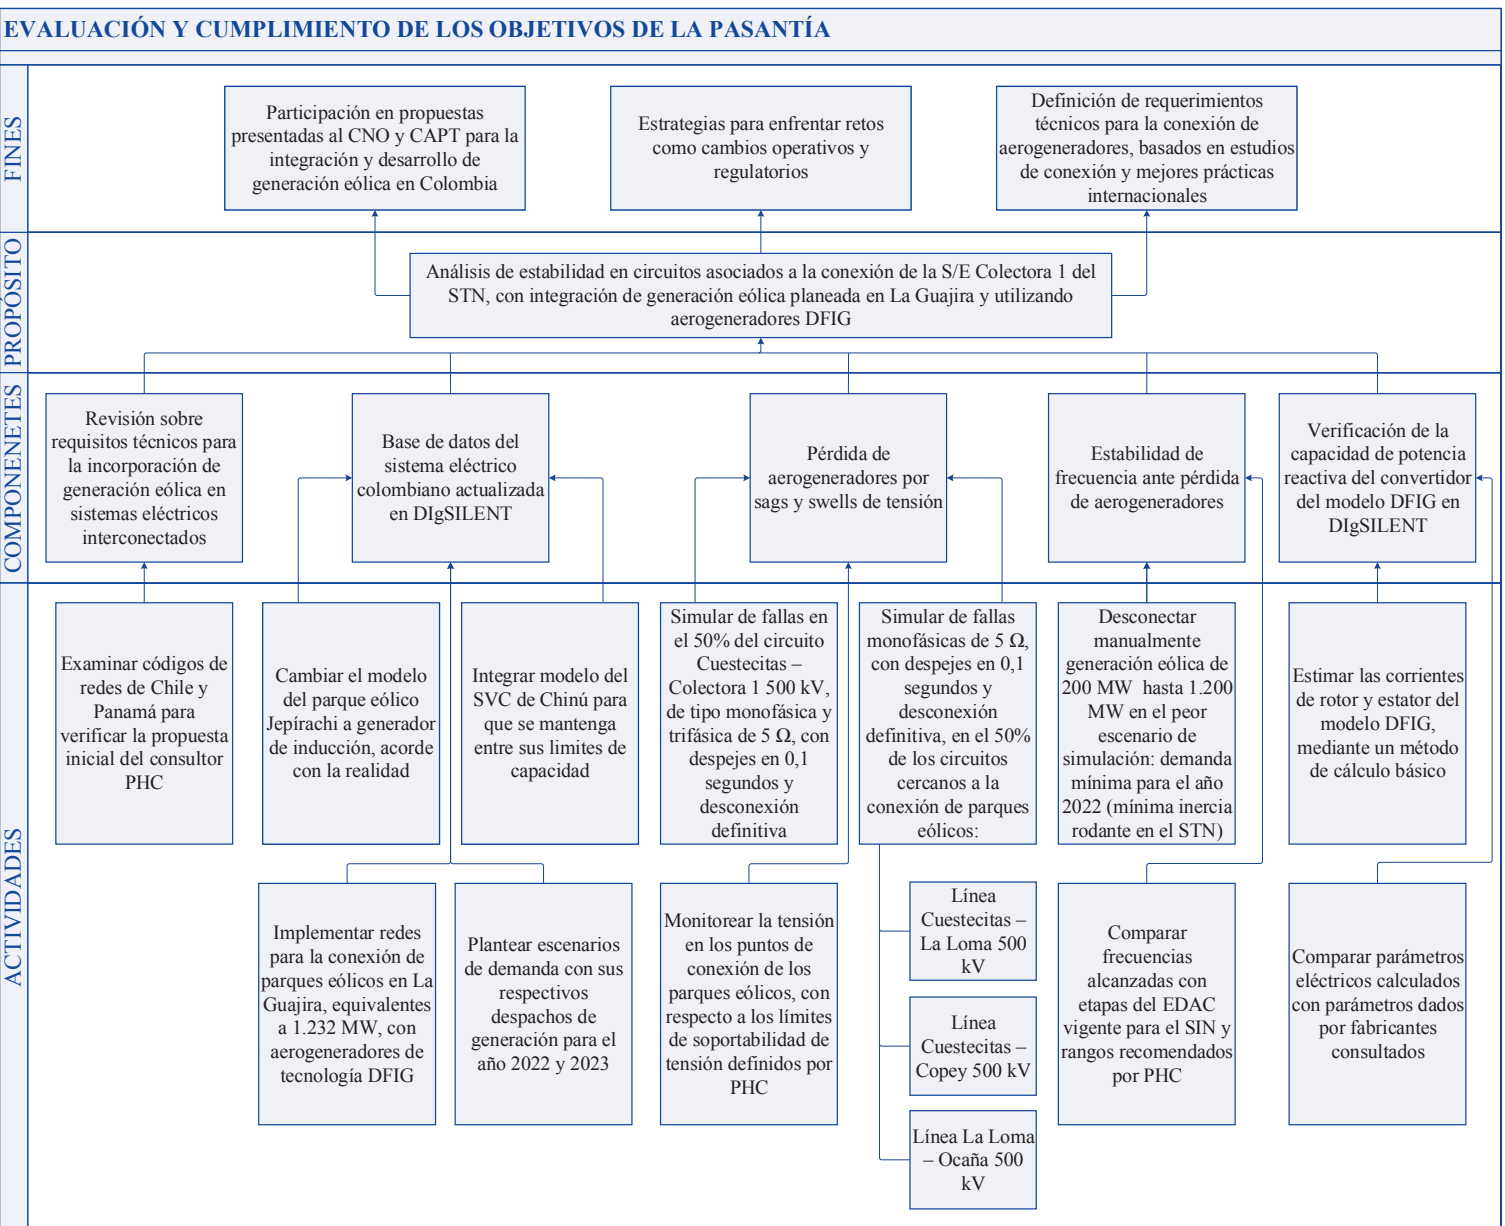 EVALUACIÓN Y CUMPLIMIENTO DE LOS OBJETIVOS DE LA PASANTÍA
FINES
Participación en propuestas
presentadas al CNO y CAPT para la
integración y desarrollo de
generación eólica en Colombia
Estrategias para enfrentar retos
como cambios operativos y
regulatorios
Definición de requerimientos
técnicos para la conexión de
aerogeneradores, basados en estudios
de conexión y mejores prácticas
internacionales
PROPÓSITO
Análisis de estabilidad en circuitos asociados a la conexión de la S/E Colectora 1 del
STN, con integración de generación eólica planeada en La Guajira y utilizando
aerogeneradores DFIG
COMPONENETES
Revisión sobre
requisitos técnicos para
la incorporación de
generación eólica en
sistemas eléctricos
interconectados
Base de datos del
sistema eléctrico
colombiano actualizada
en DIgSILENT
Pérdida de
aerogeneradores por
sags y swells de tensión
Estabilidad de
frecuencia ante pérdida
de aerogeneradores
Verificación de la
capacidad de potencia
reactiva del convertidor
del modelo DFIG en
DIgSILENT
ACTIVIDADES
Examinar códigos de
redes de Chile y
Panamá para
verificar la propuesta
inicial del consultor
PHC
Cambiar el modelo
del parque eólico
Jepírachi a generador
de inducción, acorde
con la realidad
Integrar modelo del
SVC de Chinú para
que se mantenga
entre sus limites de
capacidad
Simular de fallas en
el 50% del circuito
Cuestecitas –
Colectora 1 500 kV,
de tipo monofásica y
trifásica de 5 Ω, con
despejes en 0,1
segundos y
desconexión
definitiva
Simular de fallas
monofásicas de 5 Ω,
con despejes en 0,1
segundos y
desconexión
definitiva, en el 50%
de los circuitos
cercanos a la
conexión de parques
eólicos:
Desconectar
manualmente
generación eólica de
200 MW hasta 1.200
MW en el peor
escenario de
simulación: demanda
mínima para el año
2022 (mínima inercia
rodante en el STN)
Estimar las corrientes
de rotor y estator del
modelo DFIG,
mediante un método
de cálculo básico
Implementar redes
para la conexión de
parques eólicos en La
Guajira, equivalentes
a 1.232 MW, con
aerogeneradores de
tecnología DFIG
Plantear escenarios
de demanda con sus
respectivos
despachos de
generación para el
año 2022 y 2023
Monitorear la tensión
en los puntos de
conexión de los
parques eólicos, con
respecto a los límites
de soportabilidad de
tensión definidos por
PHC
Línea
Cuestecitas –
La Loma 500
kV
Línea
Cuestecitas –
Copey 500 kV
Línea La Loma
– Ocaña 500
kV
Comparar
frecuencias
alcanzadas con
etapas del EDAC
vigente para el SIN y
rangos recomendados
por PHC
Comparar parámetros
eléctricos calculados
con parámetros dados
por fabricantes
consultados